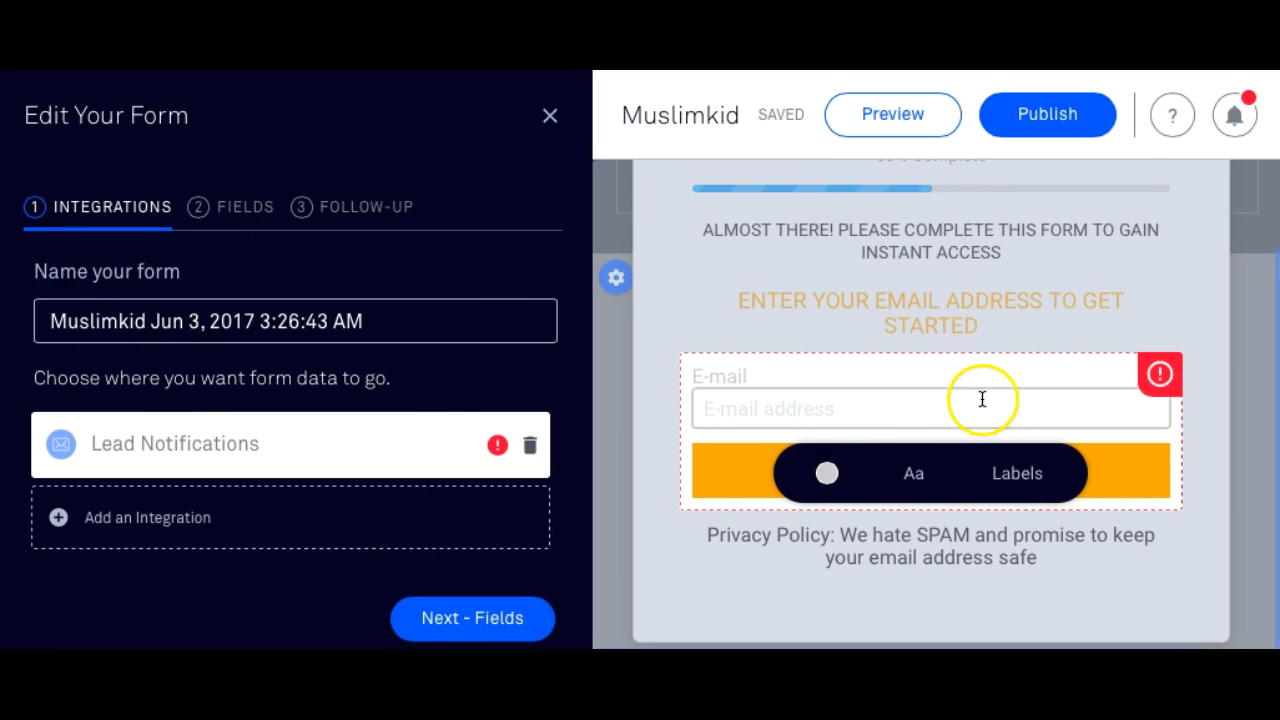 Edit Your Form
Muslimkid SAVED Preview Publish ?
1 INTEGRATIONS 2 FIELDS 3 FOLLOW-UP
Name your form
Muslimkid Jun 3, 2017 3:26:43 AM
Choose where you want form data to go.
Lead Notifications
Add an Integration
Next - Fields
ALMOST THERE! PLEASE COMPLETE THIS FORM TO GAIN
INSTANT ACCESS
ENTER YOUR EMAIL ADDRESS TO GET
STARTED
E-mail
E-mail address
Aa Labels
Privacy Policy: We hate SPAM and promise to keep
your email address safe